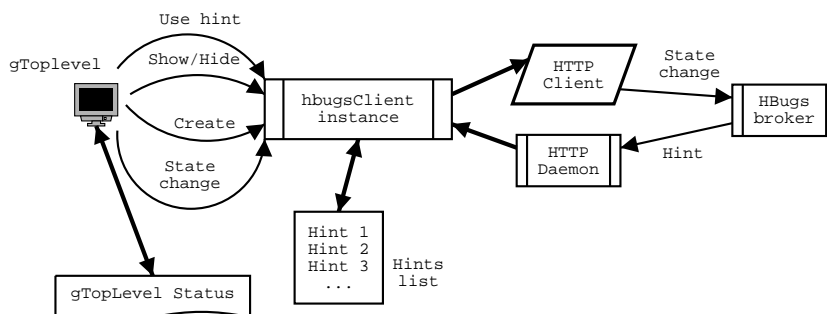 Use hint
gToplevel
Show/Hide
Create
State
change
hbugsClient
instance
HTTP
Client
State
change
HBugs
broker
HTTP
Daemon
Hint
Hint 1
Hint 2
Hint 3
...
Hints
list
gTopLevel Status